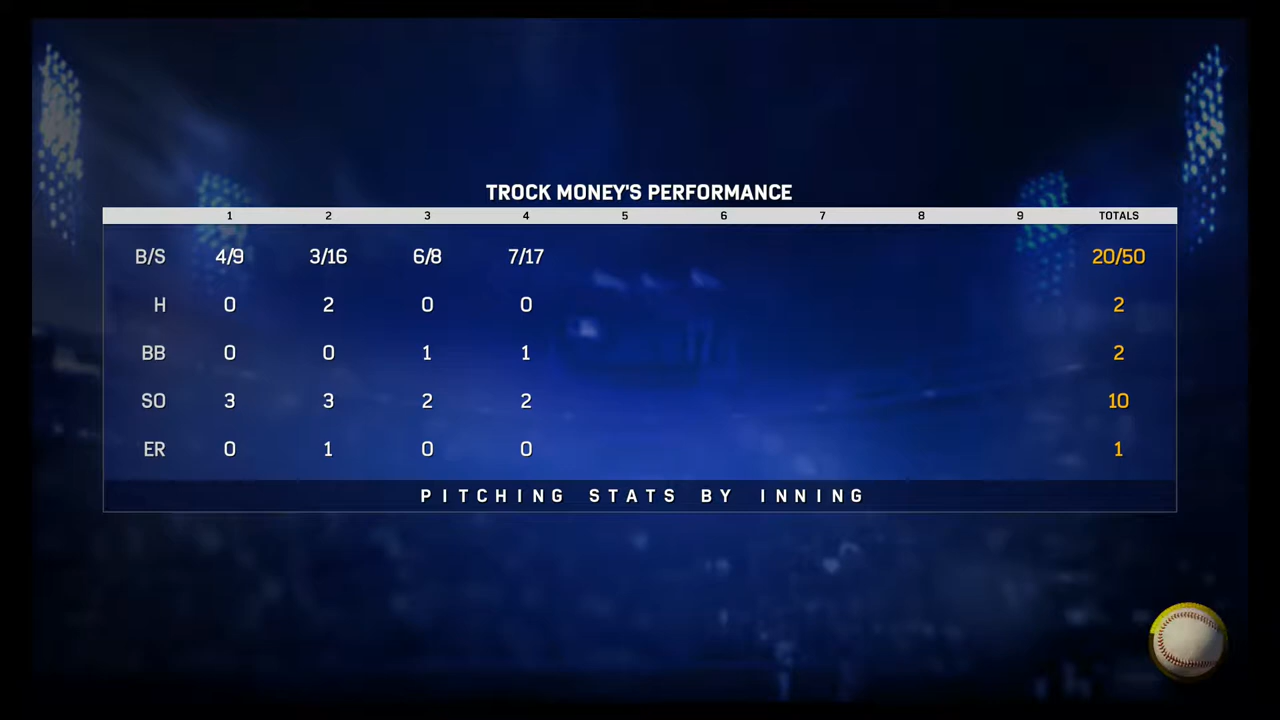 TROCK MONEY'S PERFORMANCE
1 2 3 4 5 6 7 8 9 TOTALS
B/S 4/9 3/16 6/8 7/17 20/50
H 0 2 0 0 2
BB 0 0 1 1 2
SO 3 3 2 2 10
ER 0 1 0 0 1
PITCHING STATS BY INNING